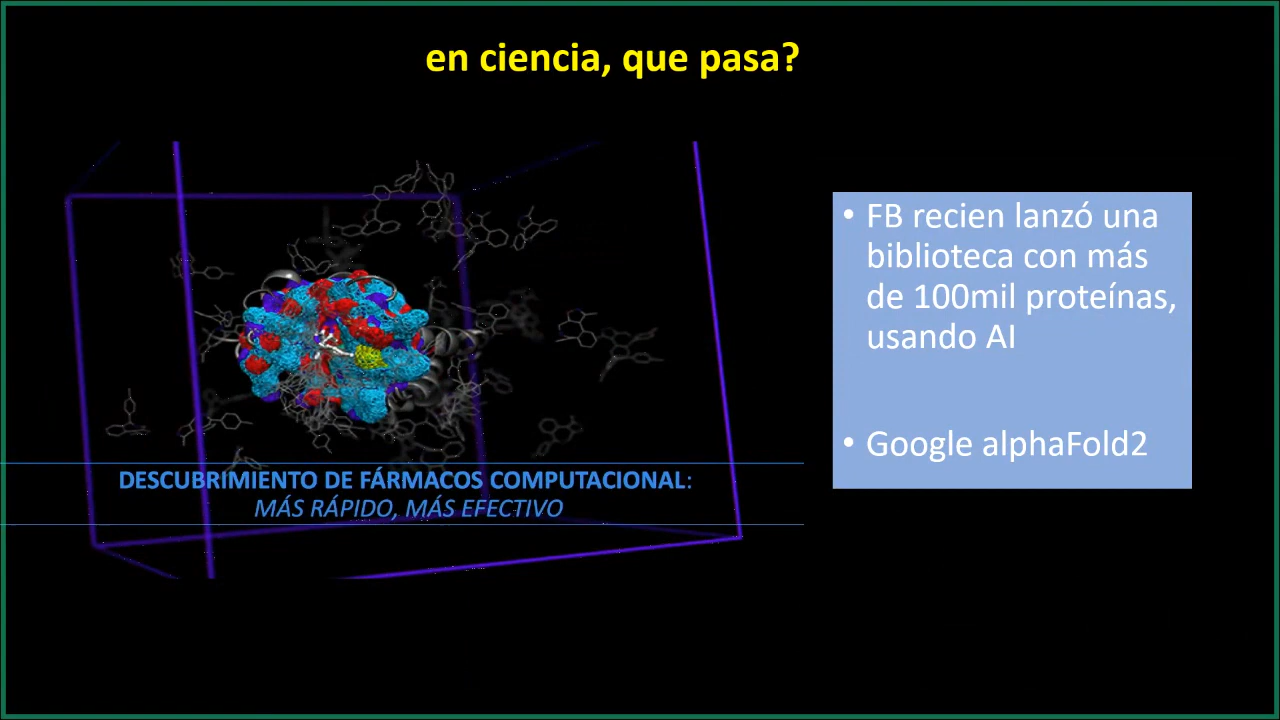 en ciencia, que pasa?
• FB recien lanzó una
biblioteca con más
de 100mil proteínas,
usando AI
• Google alphaFold2
DESCUBRIMIENTO DE FÁRMACOS COMPUTACIONAL:
MÁS RÁPIDO, MÁS EFECTIVO